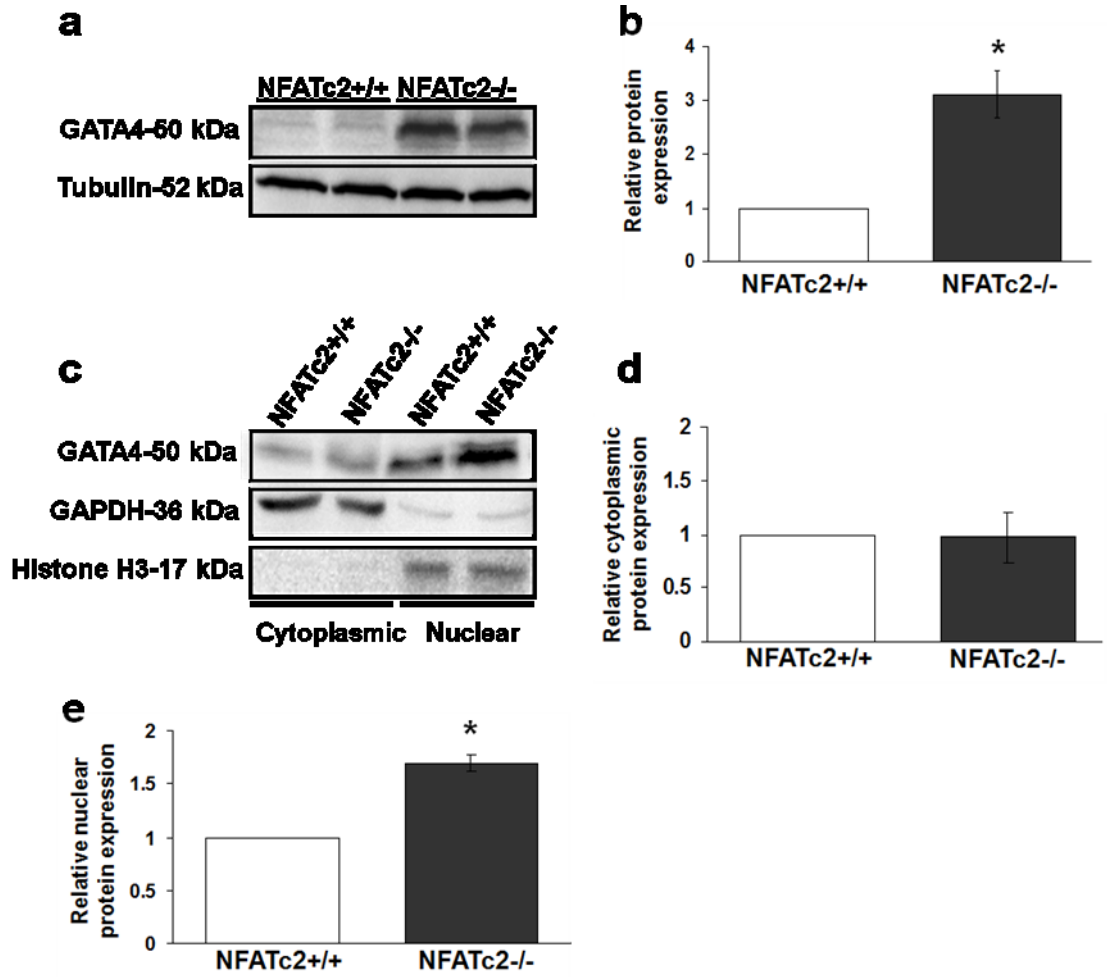 a
NFATc2+/+ NFATc2-/-
GATA4-50 kDa
Tubulin-52 kDa
b
Relative protein
expression
4
3
2
1
0
*
NFATc2+/+ NFATc2-/-
c
NFATc2+/+ NFATc2-/- NFATc2+/+ NFATc2-/-
GATA4-50 kDa
GAPDH-36 kDa
Histone H3-17 kDa
Cytoplasmic Nuclear
d
Relative cytoplasmic
protein expression
2
1.5
1
0.5
0
NFATc2+/+ NFATc2-/-
e
Relative nuclear
protein expression
2
1.5
1
0.5
0
*
NFATc2+/+ NFATc2-/-